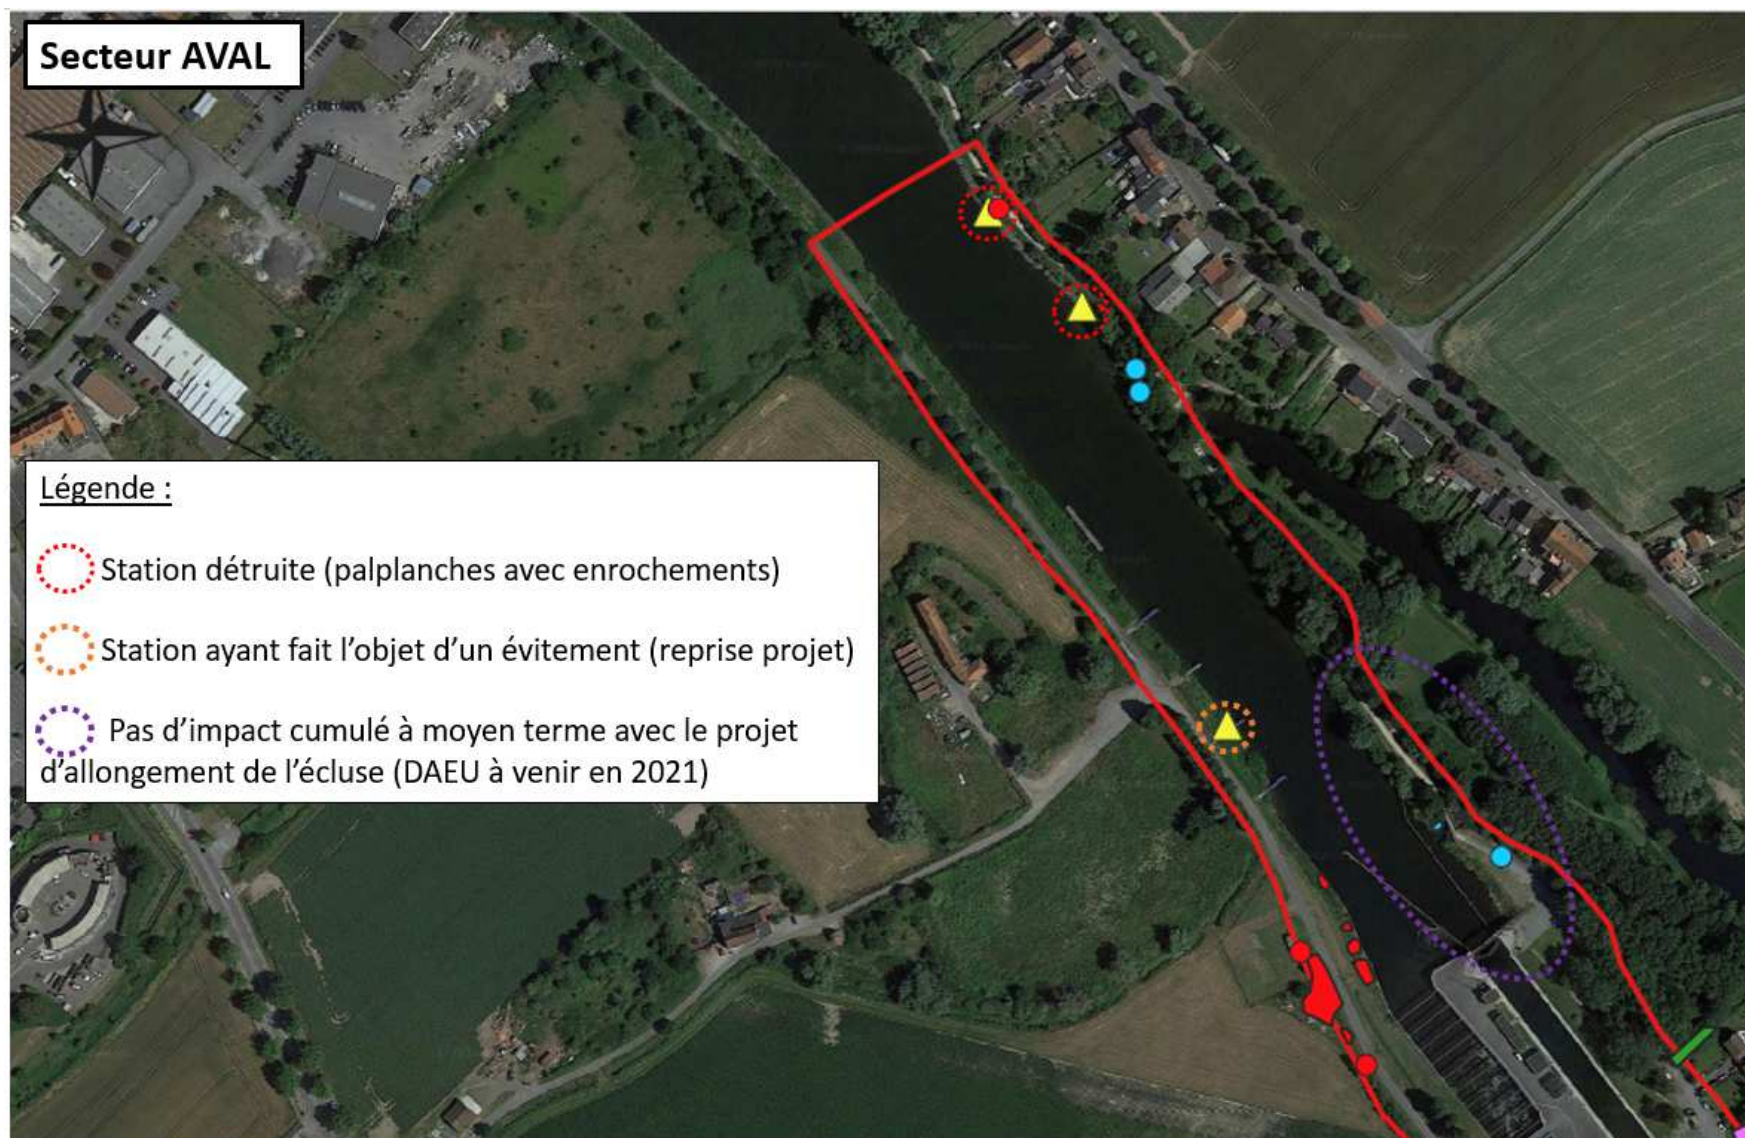 Secteur AVAL
Légende :
Station détruite (palplanches avec enrochements)
Station ayant fait l'objet d'un évitement (reprise projet)
Pas d'impact cumulé à moyen terme avec le projet
d'allongement de l'écluse (DAEU à venir en 2021)